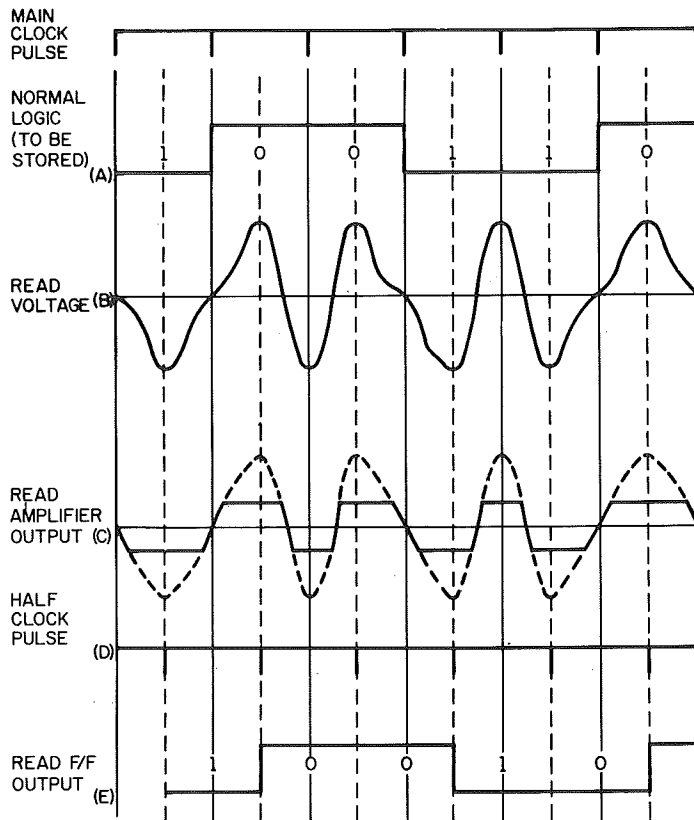 MAIN
CLOCK
PULSE
NORMAL
LOGIC
(TO BE
STORED)
(A)
1 0 0 1 1 0
READ
VOLTAGE
(B)
READ
AMPLIFIER
OUTPUT
(C)
HALF
CLOCK
PULSE
(D)
READ F/F
OUTPUT
(E)
1 0 0 1 0